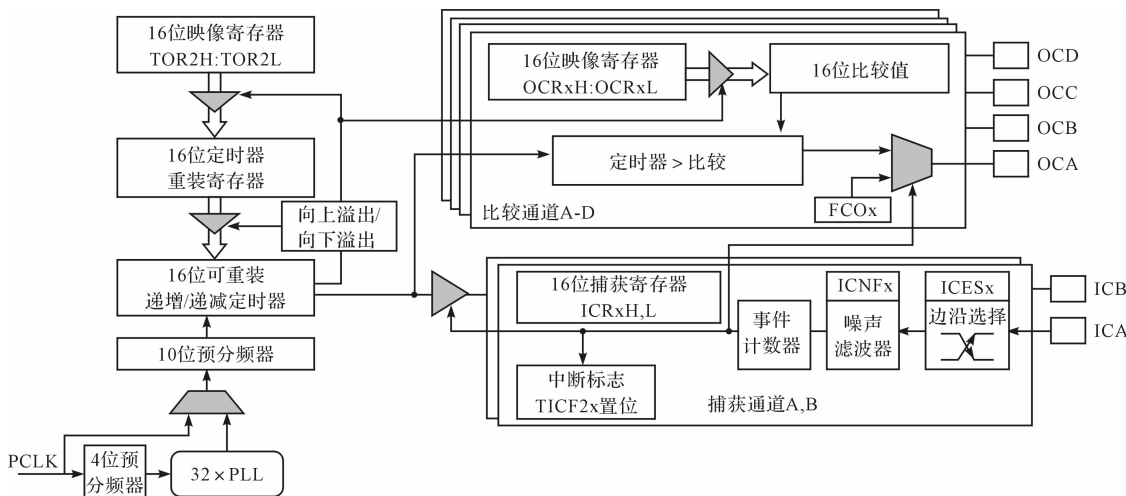 16位映像寄存器
TOR2H:TOR2L
16位定时器
重装寄存器
向上溢出/
向下溢出
16位可重装
递增/递减定时器
10位预分频器
PCLK
4位预
分频器
32×PLL
16位映像寄存器
OCRxH:OCRxL
16位比较值
定时器＞比较
FCOx
比较通道A-D
OCD
OCC
OCB
OCA
16位捕获寄存器
ICRxH,L
事件
计数器
ICNFx
噪声
滤波器
ICESx
边沿选择
中断标志
TICF2x置位
捕获通道A,B
ICB
ICA